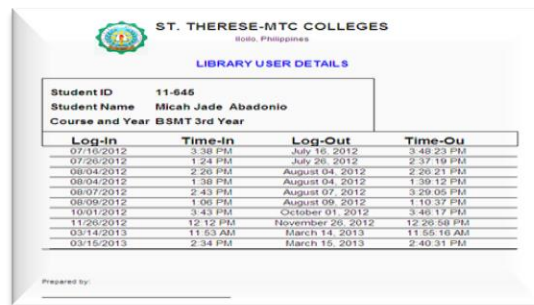 ST. THERESE-MTC COLLEGES
Iloilo, Philippines
LIBRARY USER DETAILS
Student ID 11-645
Student Name Micah Jade Abadonio
Course and Year BSMT 3rd Year
Log-In Time-In Log-Out Time-Ou
07/16/2012 3:38 PM July 16, 2012 3:48:23 PM
07/26/2012 1:24 PM July 26, 2012 2:37:19 PM
08/04/2012 2:26 PM August 04, 2012 2:26:21 PM
08/04/2012 1:38 PM August 04, 2012 1:39:12 PM
08/07/2012 2:43 PM August 07, 2012 3:29:05 PM
08/09/2012 1:06 PM August 09, 2012 1:10:37 PM
10/01/2012 3:43 PM October 01, 2012 3:46:17 PM
11/26/2012 12:12 PM November 26, 2012 12:26:58 PM
03/14/2013 11:53 AM March 14, 2013 11:55:16 AM
03/15/2013 2:34 PM March 15, 2013 2:40:31 PM
Prepared by: